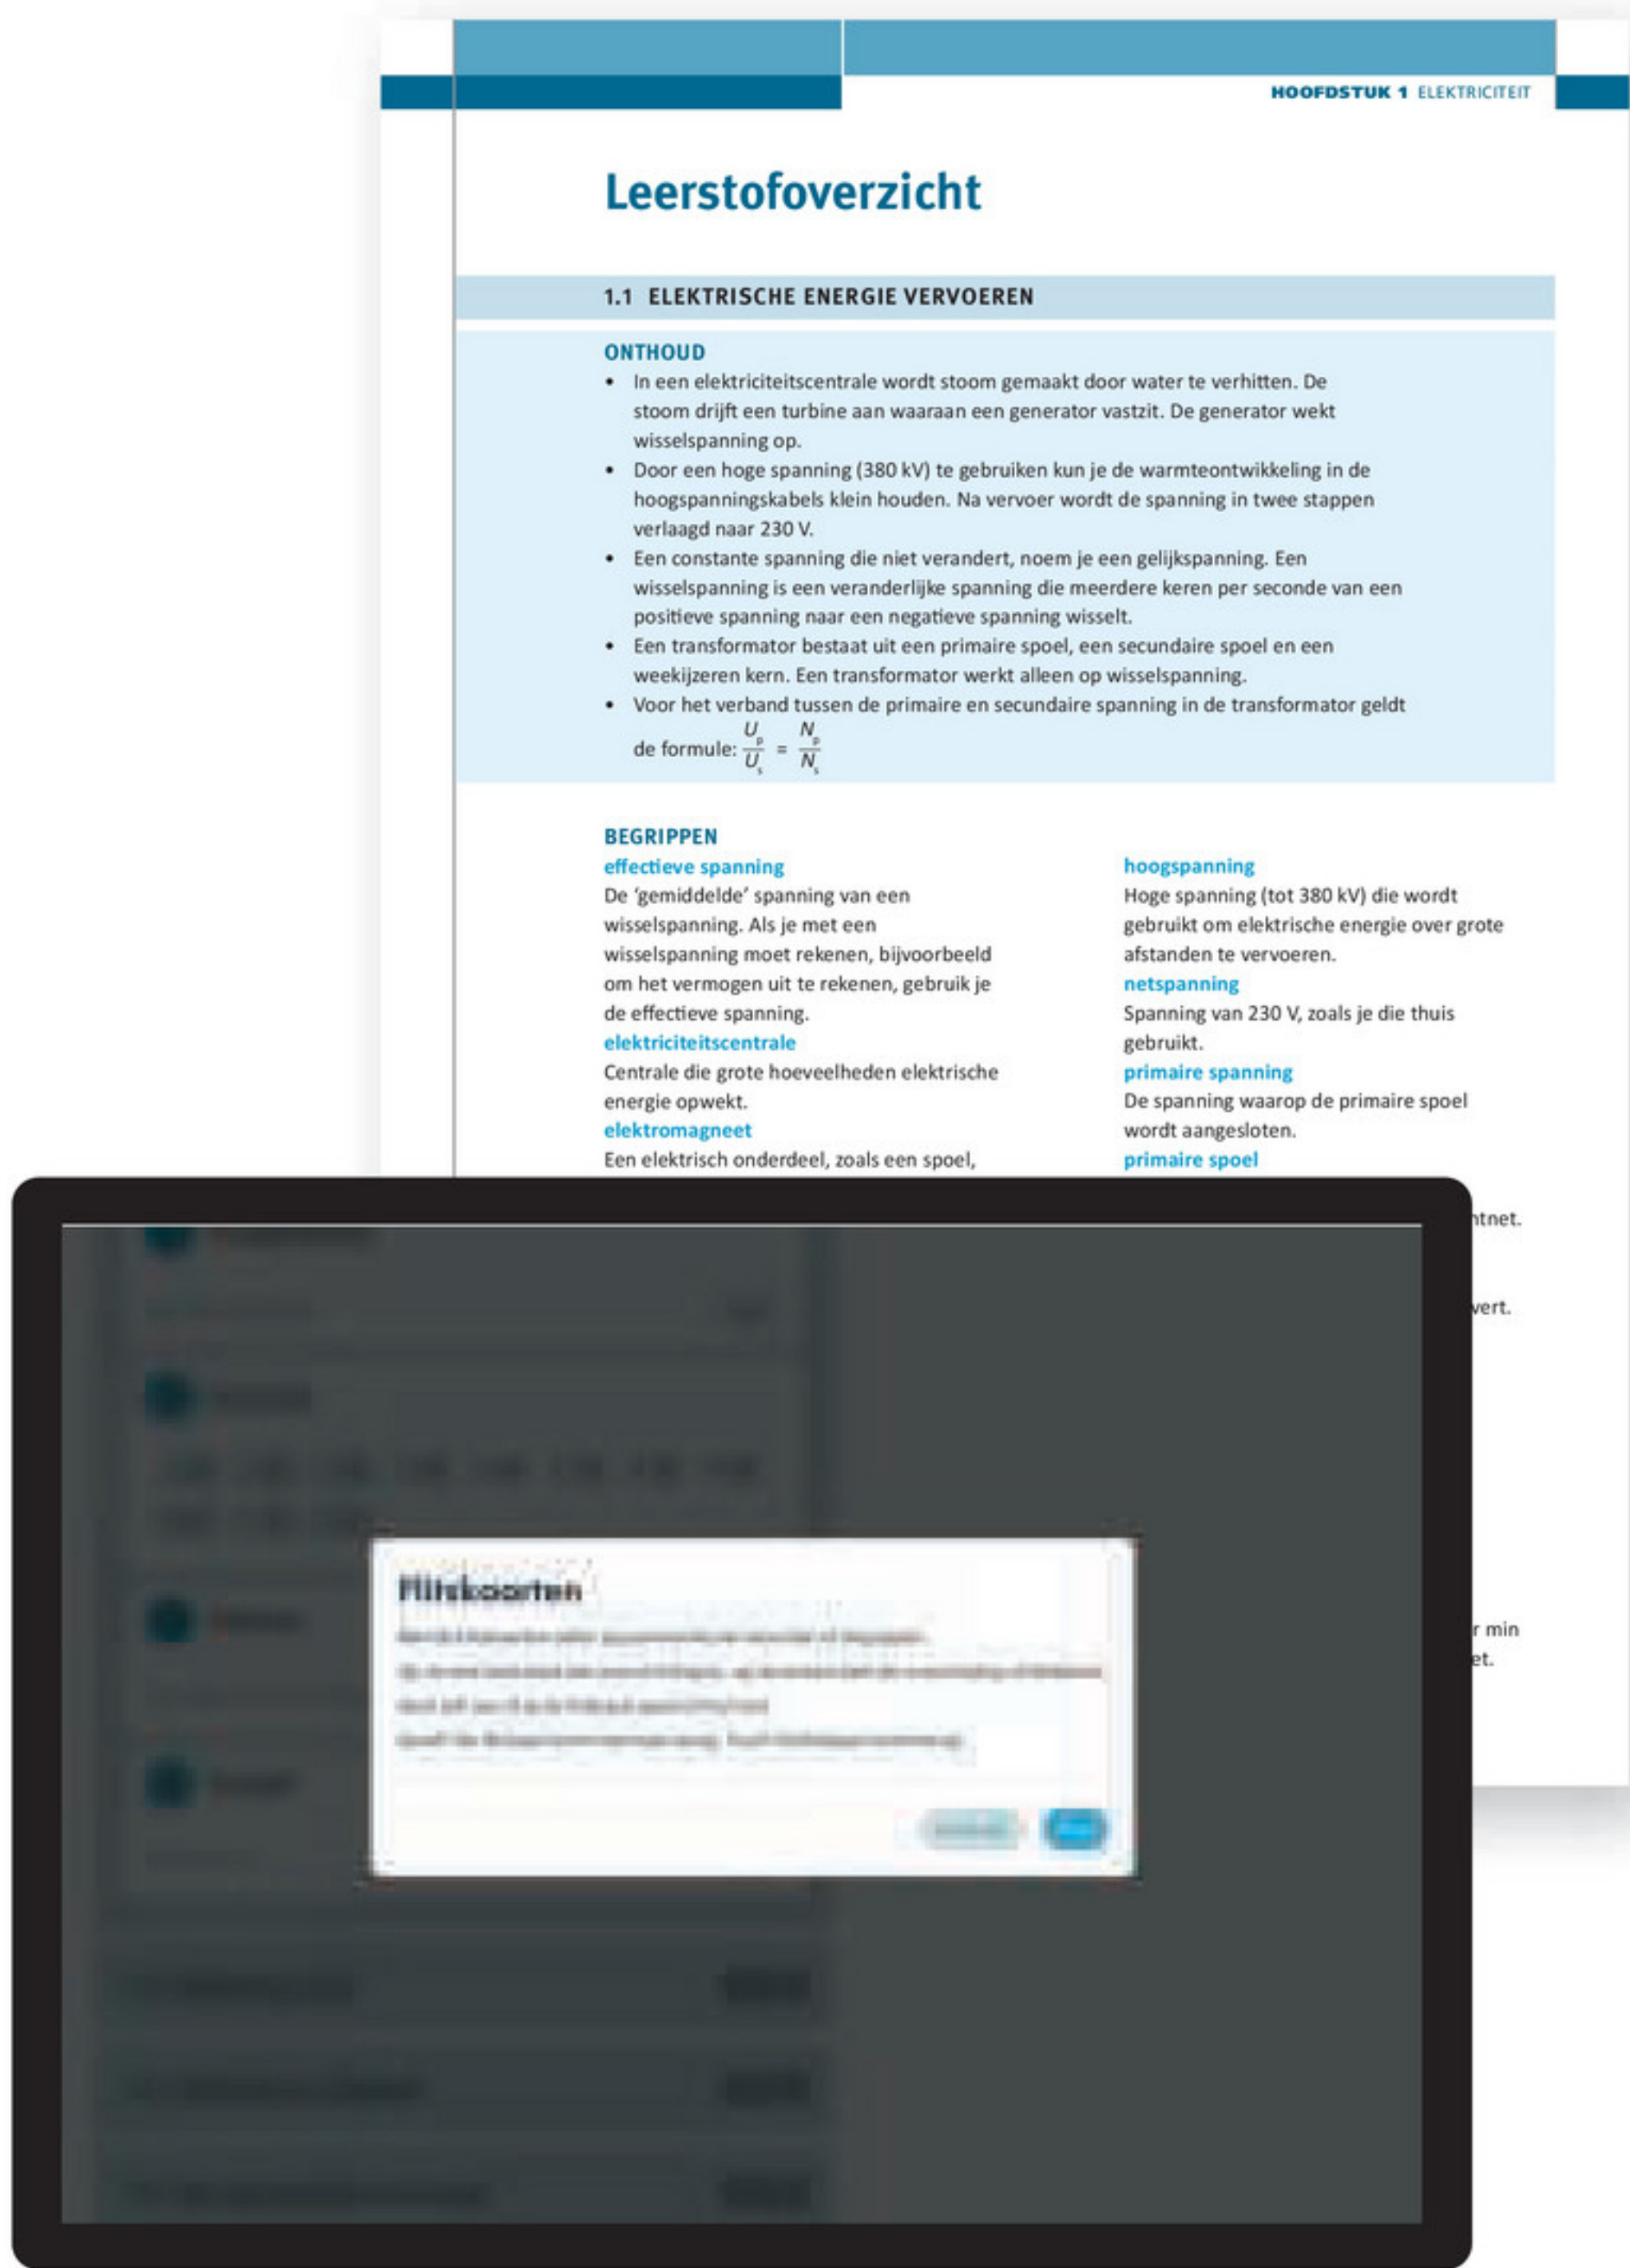 HOOFDSTUK 1 ELEKTRICITEIT
Leerstofoverzicht
1.1 ELEKTRISCHE ENERGIE VERVOEREN
ONTHOUD
• In een elektriciteitscentrale wordt stoom gemaakt door water te verhitten. De
stoom drijft een turbine aan waaraan een generator vastzit. De generator wekt
wisselspanning op.
• Door een hoge spanning (380 kV) te gebruiken kun je de warmteontwikkeling in de
hoogspanningskabels klein houden. Na vervoer wordt de spanning in twee stappen
verlaagd naar 230 V.
• Een constante spanning die niet verandert, noem je een gelijkspanning. Een
wisselspanning is een veranderlijke spanning die meerdere keren per seconde van een
positieve spanning naar een negatieve spanning wisselt.
• Een transformator bestaat uit een primaire spoel, een secundaire spoel en een
weekijzeren kern. Een transformator werkt alleen op wisselspanning.
• Voor het verband tussen de primaire en secundaire spanning in de transformator geldt
de formule: Up/Us = Np/Ns
BEGRIPPEN
effectieve spanning
De ‘gemiddelde’ spanning van een
wisselspanning. Als je met een
wisselspanning moet rekenen, bijvoorbeeld
om het vermogen uit te rekenen, gebruik je
de effectieve spanning.
elektriciteitscentrale
Centrale die grote hoeveelheden elektrische
energie opwekt.
elektromagneet
Een elektrisch onderdeel, zoals een spoel,
hoogspanning
Hoge spanning (tot 380 kV) die wordt
gebruikt om elektrische energie over grote
afstanden te vervoeren.
netspanning
Spanning van 230 V, zoals je die thuis
gebruikt.
primaire spanning
De spanning waarop de primaire spoel
wordt aangesloten.
primaire spoel
htnet.
vert.
r min
et.
Flitskaarten